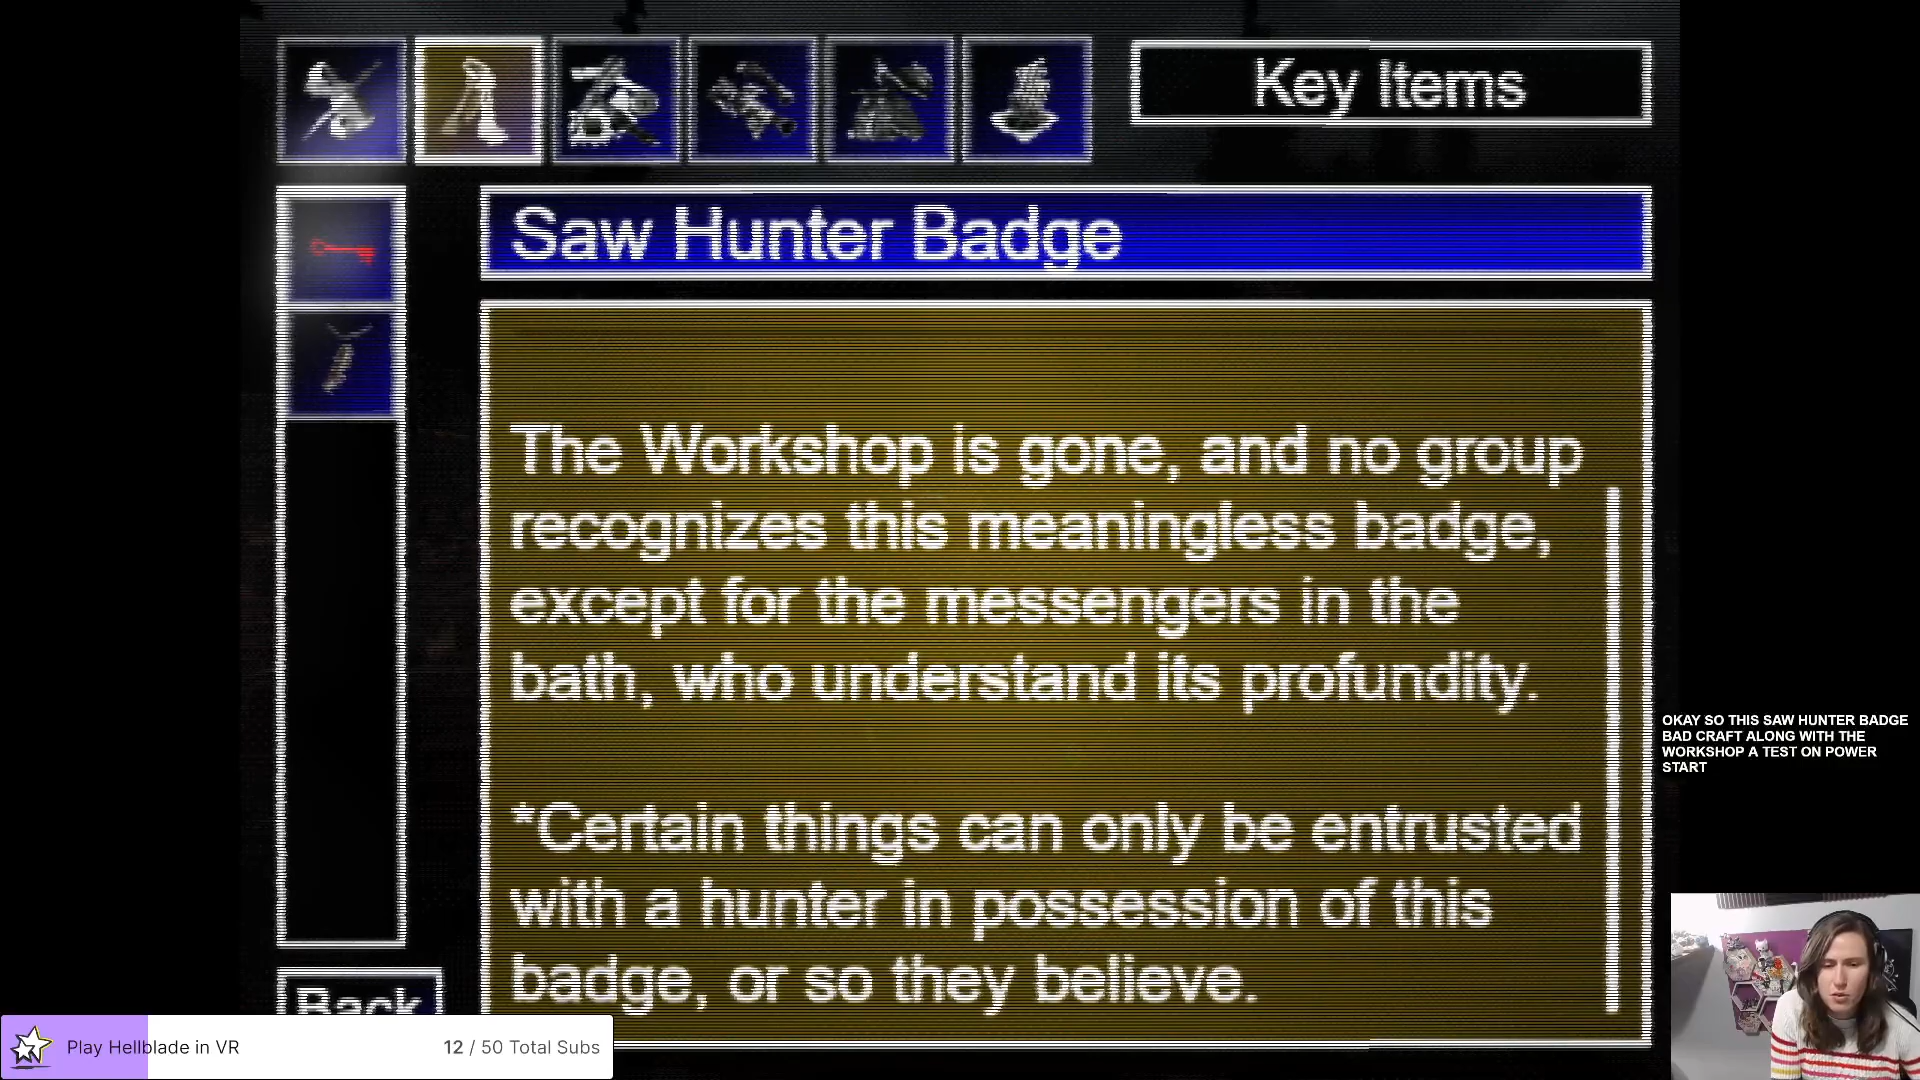 Key Items
Saw Hunter Badge
The Workshop is gone, and no group
recognizes this meaningless badge,
except for the messengers in the
bath, who understand its profundity.
*Certain things can only be entrusted
with a hunter in possession of this
badge, or so they believe.
Back
OKAY SO THIS SAW HUNTER BADGE
BAD CRAFT ALONG WITH THE
WORKSHOP A TEST ON POWER
START
Play Hellblade in VR
12 / 50 Total Subs